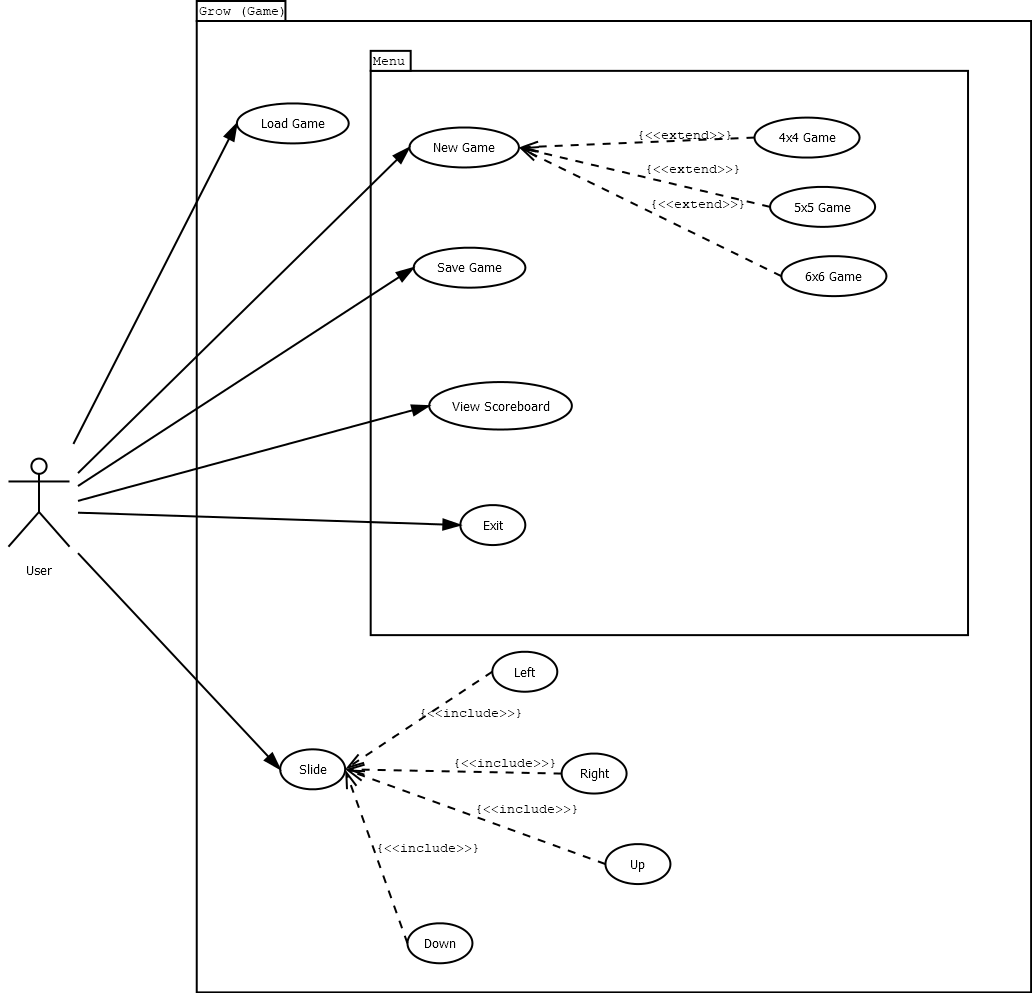 Grow (Game)
Menu
Load Game
New Game
{<<extend>>}
4x4 Game
{<<extend>>}
5x5 Game
{<<extend>>}
6x6 Game
Save Game
View Scoreboard
Exit
User
Left
{<<include>>}
Slide
{<<include>>}
Right
{<<include>>}
Up
{<<include>>}
Down